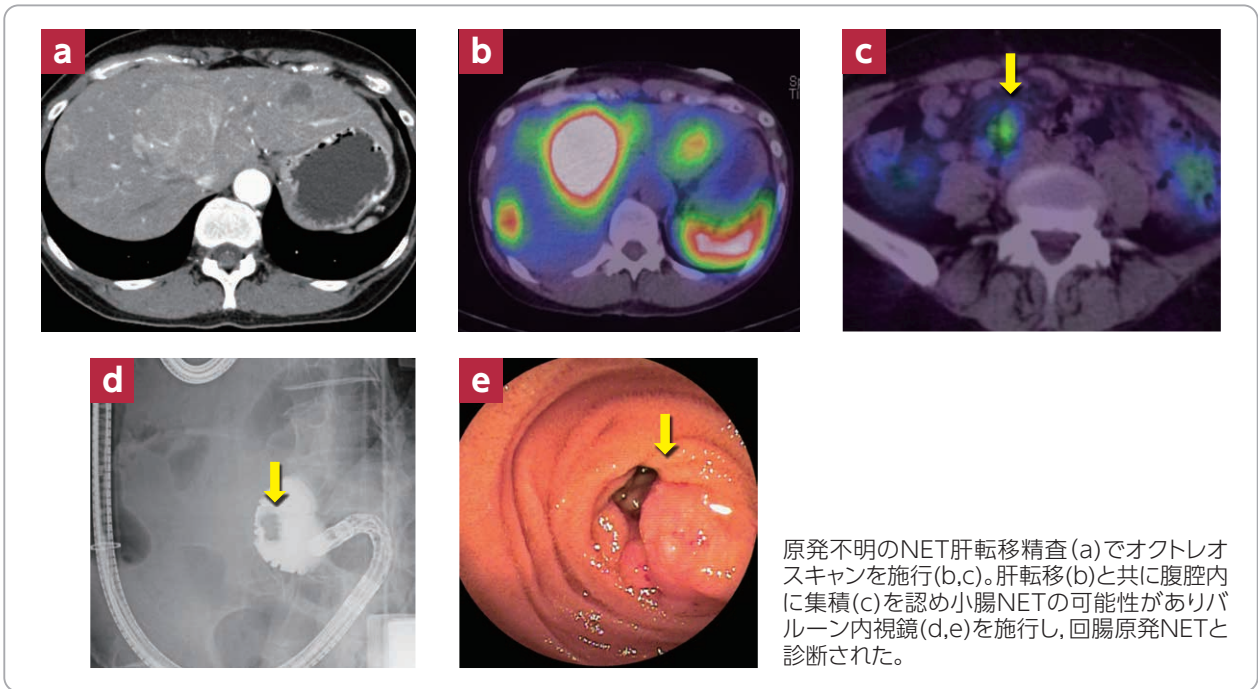 a
b
c
Sp
d
e
原発不明のNET肝転移精査(a)でオクトレオ
スキャンを施行(b,c)。肝転移(b)と共に腹腔内
に集積(c)を認め小腸NETの可能性がありバ
ルーン内視鏡(d,e)を施行し,回腸原発NETと
診断された。